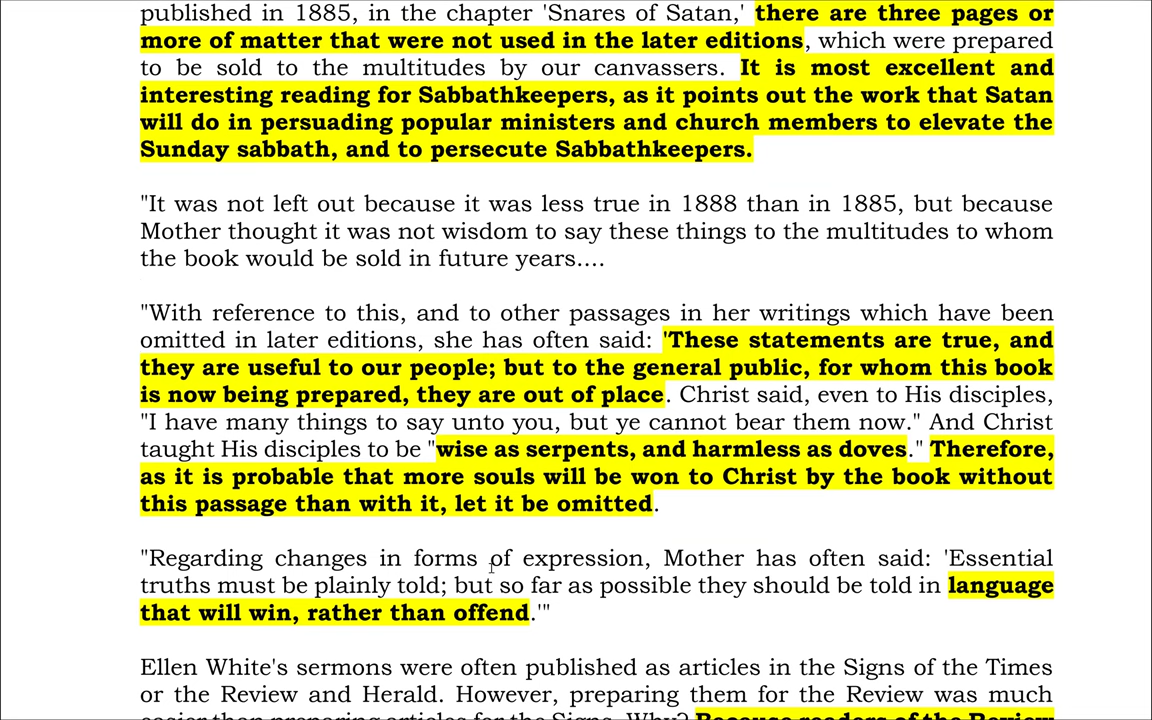 published in 1885, in the chapter 'Snares of Satan,' there are three pages or
more of matter that were not used in the later editions, which were prepared
to be sold to the multitudes by our canvassers. It is most excellent and
interesting reading for Sabbathkeepers, as it points out the work that Satan
will do in persuading popular ministers and church members to elevate the
Sunday sabbath, and to persecute Sabbathkeepers.
"It was not left out because it was less true in 1888 than in 1885, but because
Mother thought it was not wisdom to say these things to the multitudes to whom
the book would be sold in future years....
"With reference to this, and to other passages in her writings which have been
omitted in later editions, she has often said: 'These statements are true, and
they are useful to our people; but to the general public, for whom this book
is now being prepared, they are out of place. Christ said, even to His disciples,
"I have many things to say unto you, but ye cannot bear them now." And Christ
taught His disciples to be "wise as serpents, and harmless as doves." Therefore,
as it is probable that more souls will be won to Christ by the book without
this passage than with it, let it be omitted.
"Regarding changes in forms of expression, Mother has often said: 'Essential
truths must be plainly told; but so far as possible they should be told in language
that will win, rather than offend.'"
Ellen White's sermons were often published as articles in the Signs of the Times
or the Review and Herald. However, preparing them for the Review was much
easier than preparing articles for the Signs. Why? Because readers of the Review